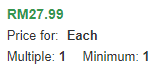 RM27.99
Price for: Each
Multiple: 1 Minimum: 1